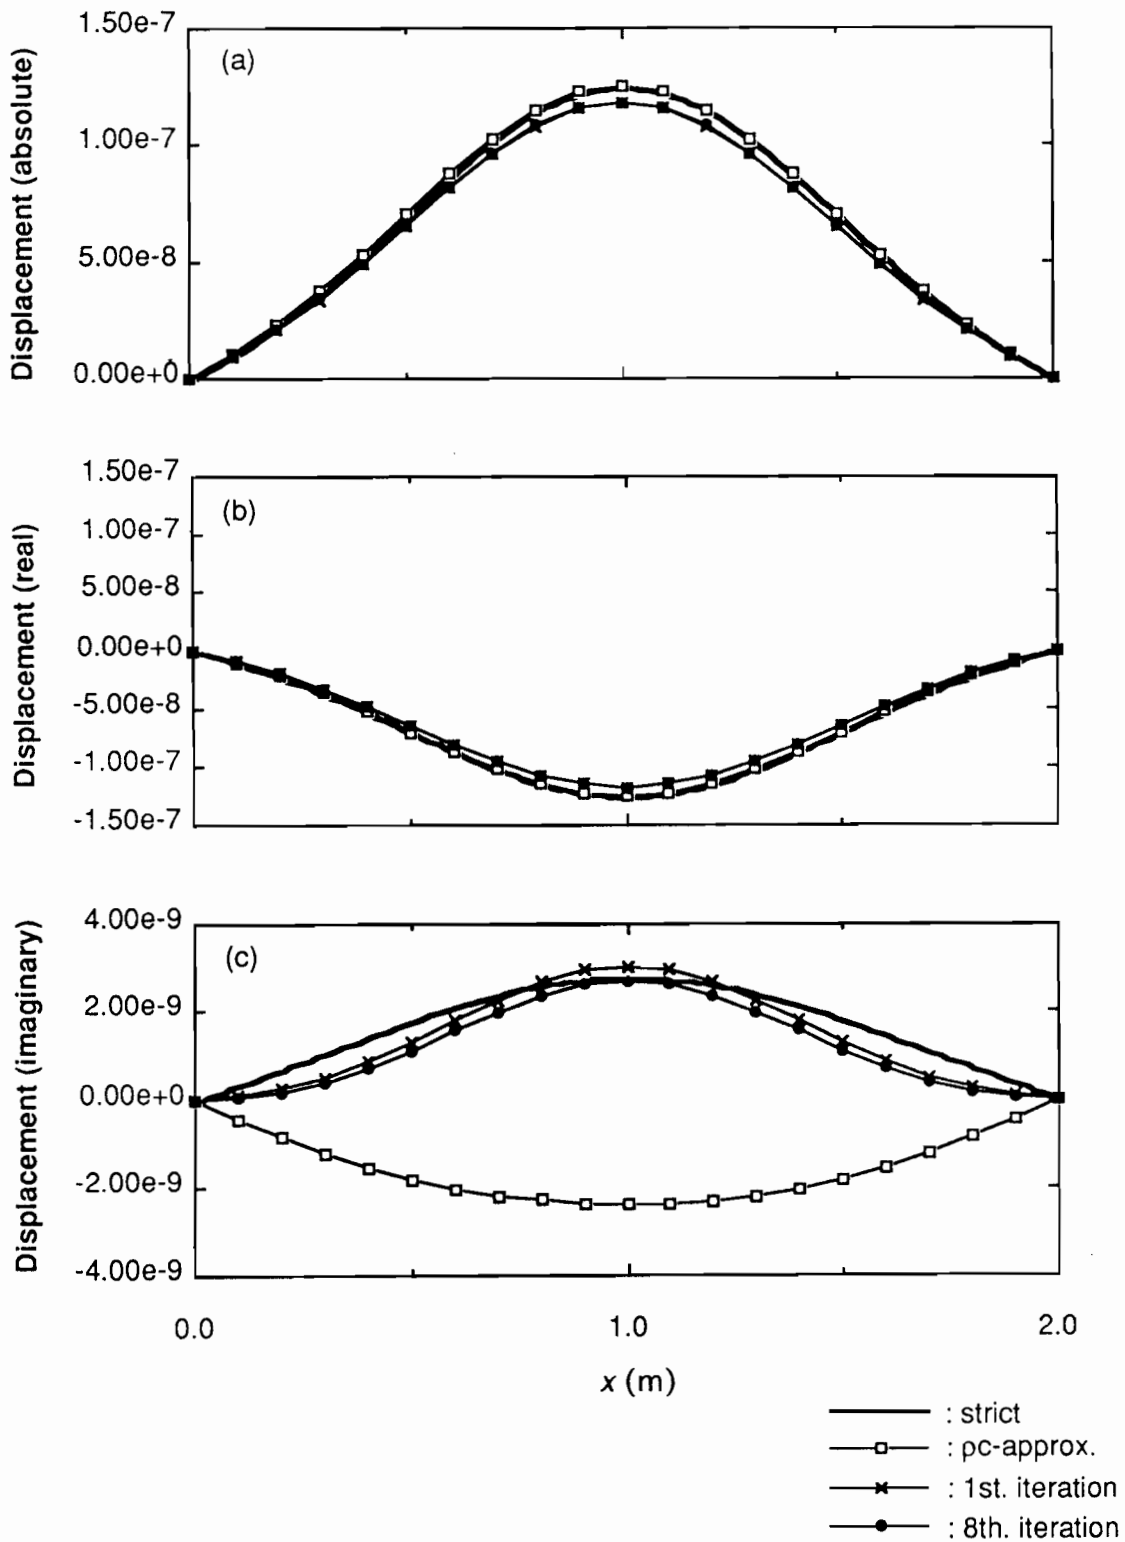 1.50e-7
(a)
1.00e-7
5.00e-8
0.00e+0
Displacement (absolute)
1.50e-7
(b)
1.00e-7
5.00e-8
0.00e+0
-5.00e-8
-1.00e-7
-1.50e-7
Displacement (real)
4.00e-9
(c)
2.00e-9
0.00e+0
-2.00e-9
-4.00e-9
Displacement (imaginary)
0.0 1.0 2.0
x (m)
: strict
: ρc-approx.
: 1st. iteration
: 8th. iteration